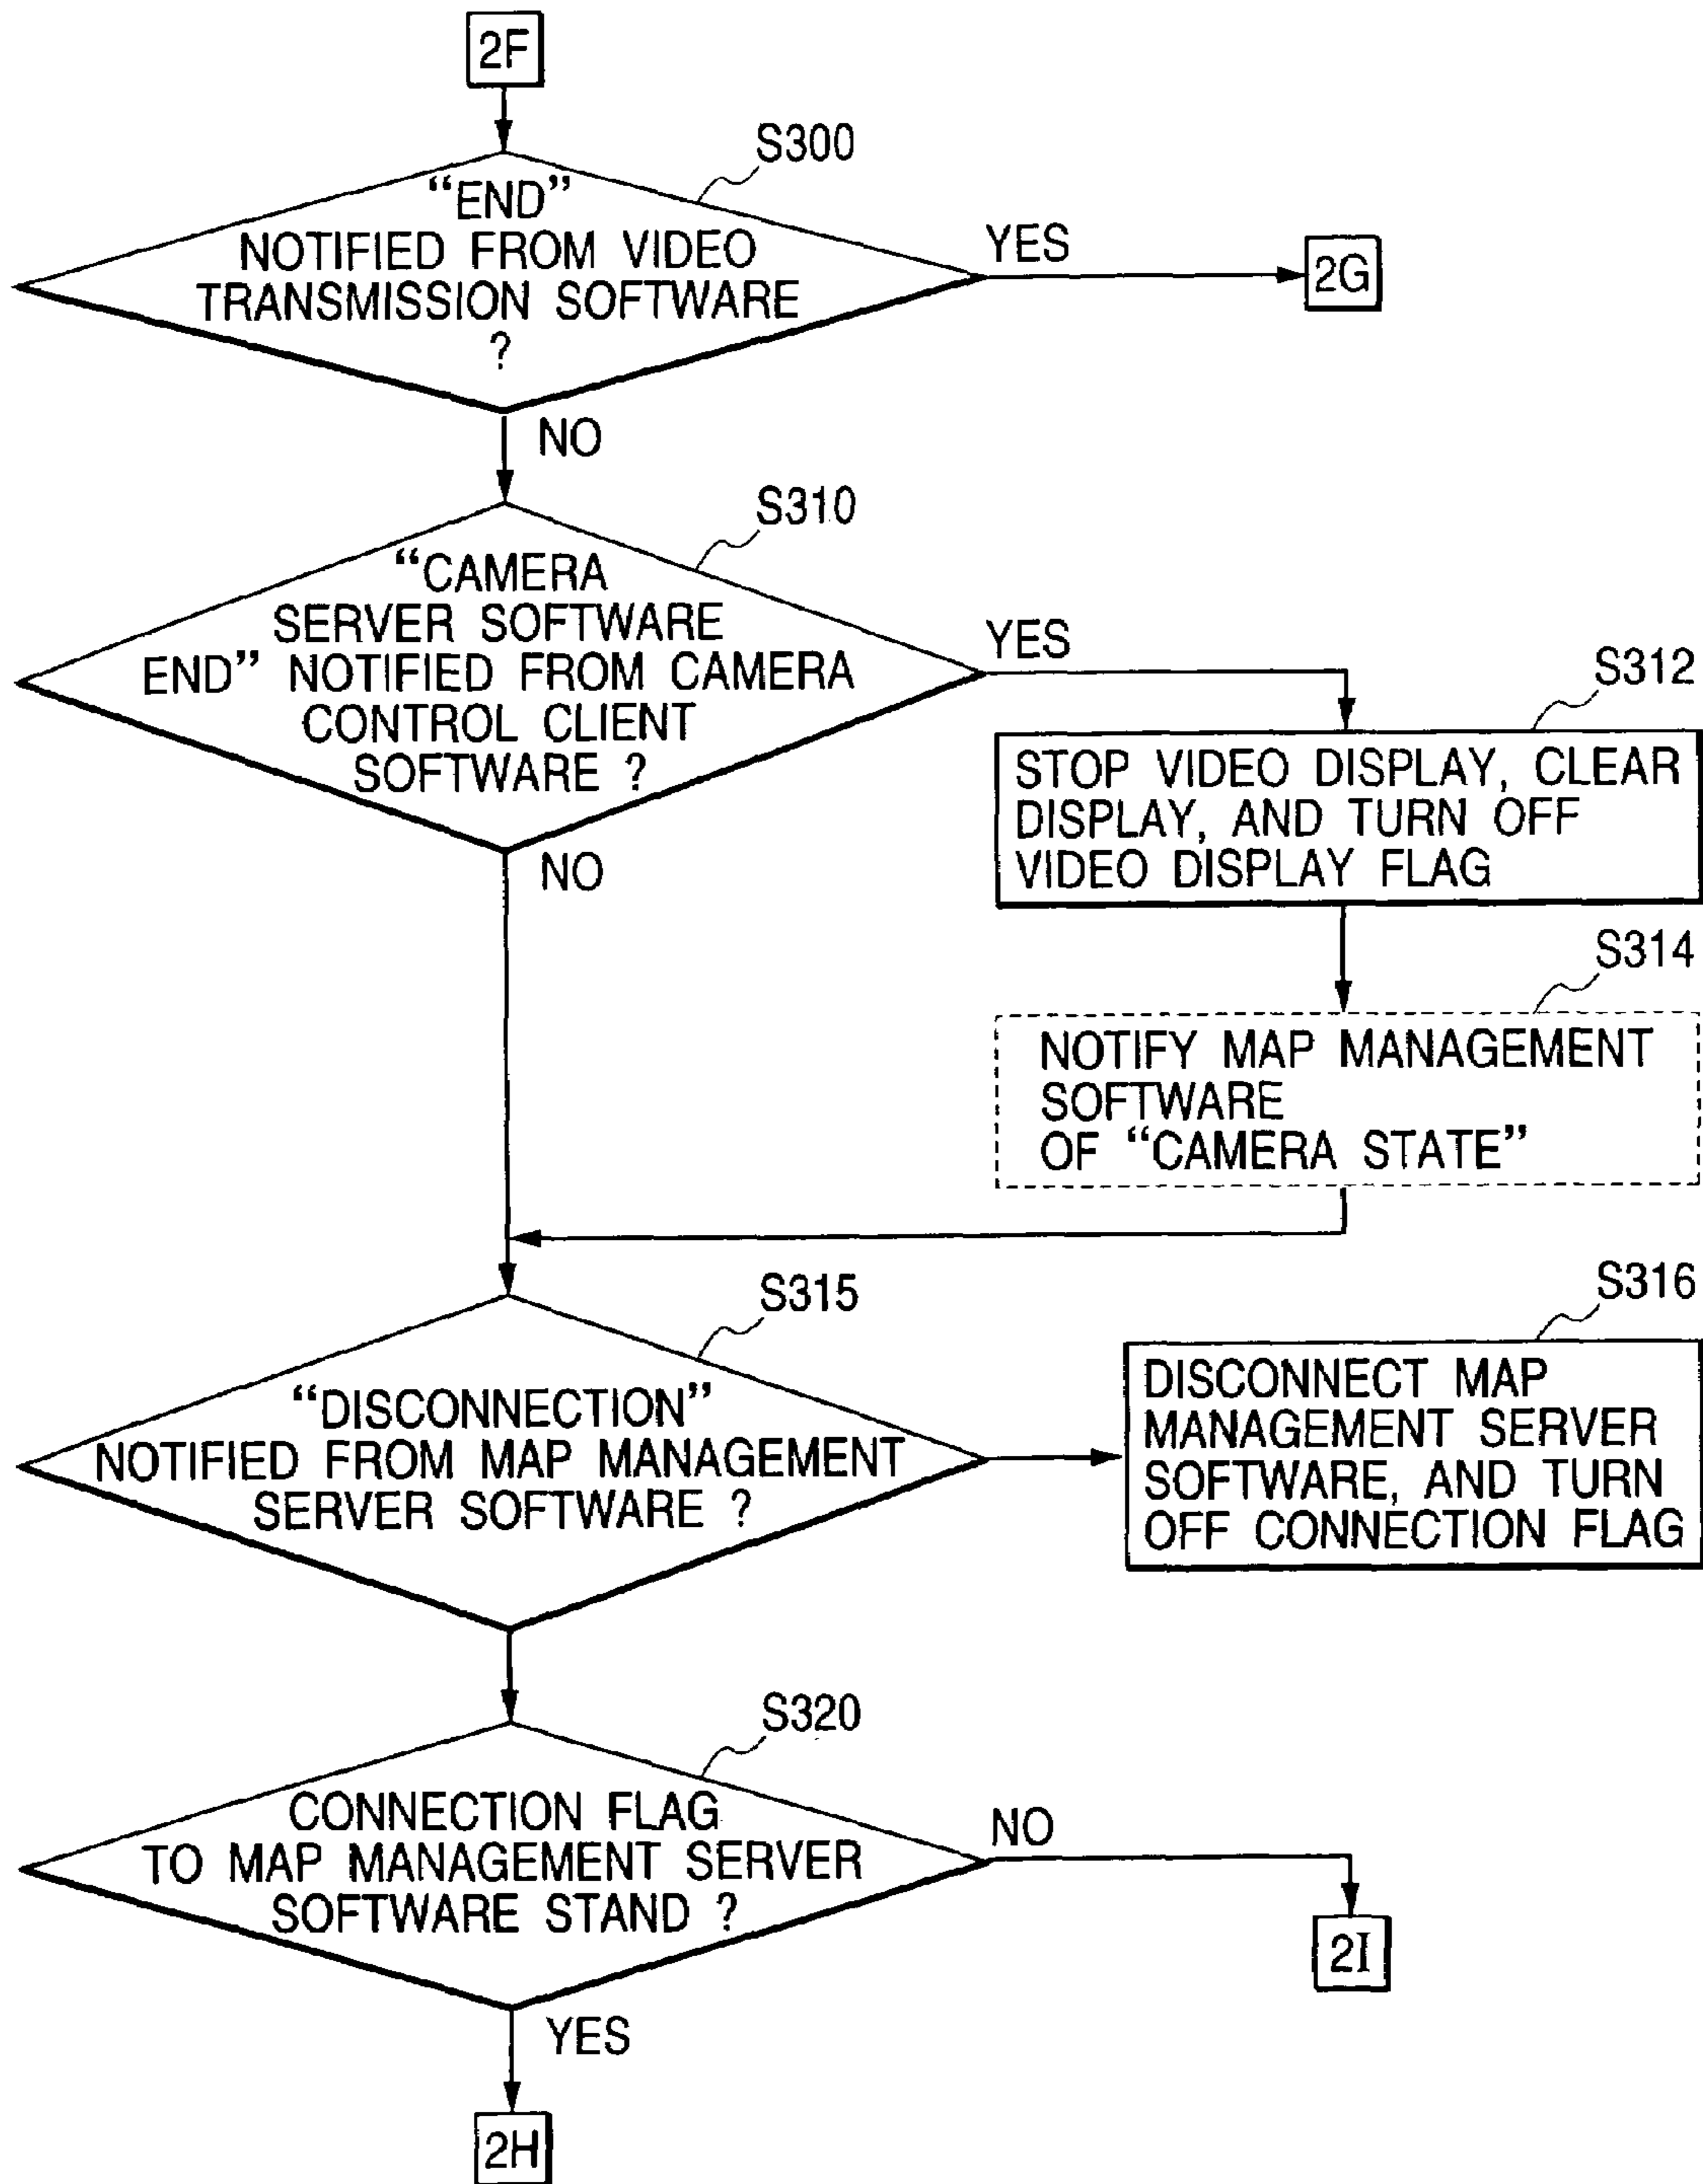 2F
S300
“END”
NOTIFIED FROM VIDEO
TRANSMISSION SOFTWARE
?
YES
2G
NO
S310
“CAMERA
SERVER SOFTWARE
END” NOTIFIED FROM CAMERA
CONTROL CLIENT
SOFTWARE ?
YES
NO
S312
STOP VIDEO DISPLAY, CLEAR
DISPLAY, AND TURN OFF
VIDEO DISPLAY FLAG
S314
NOTIFY MAP MANAGEMENT
SOFTWARE
OF “CAMERA STATE”
S315
“DISCONNECTION”
NOTIFIED FROM MAP MANAGEMENT
SERVER SOFTWARE ?
S316
DISCONNECT MAP
MANAGEMENT SERVER
SOFTWARE, AND TURN
OFF CONNECTION FLAG
S320
CONNECTION FLAG
TO MAP MANAGEMENT SERVER
SOFTWARE STAND ?
NO
2I
YES
2H